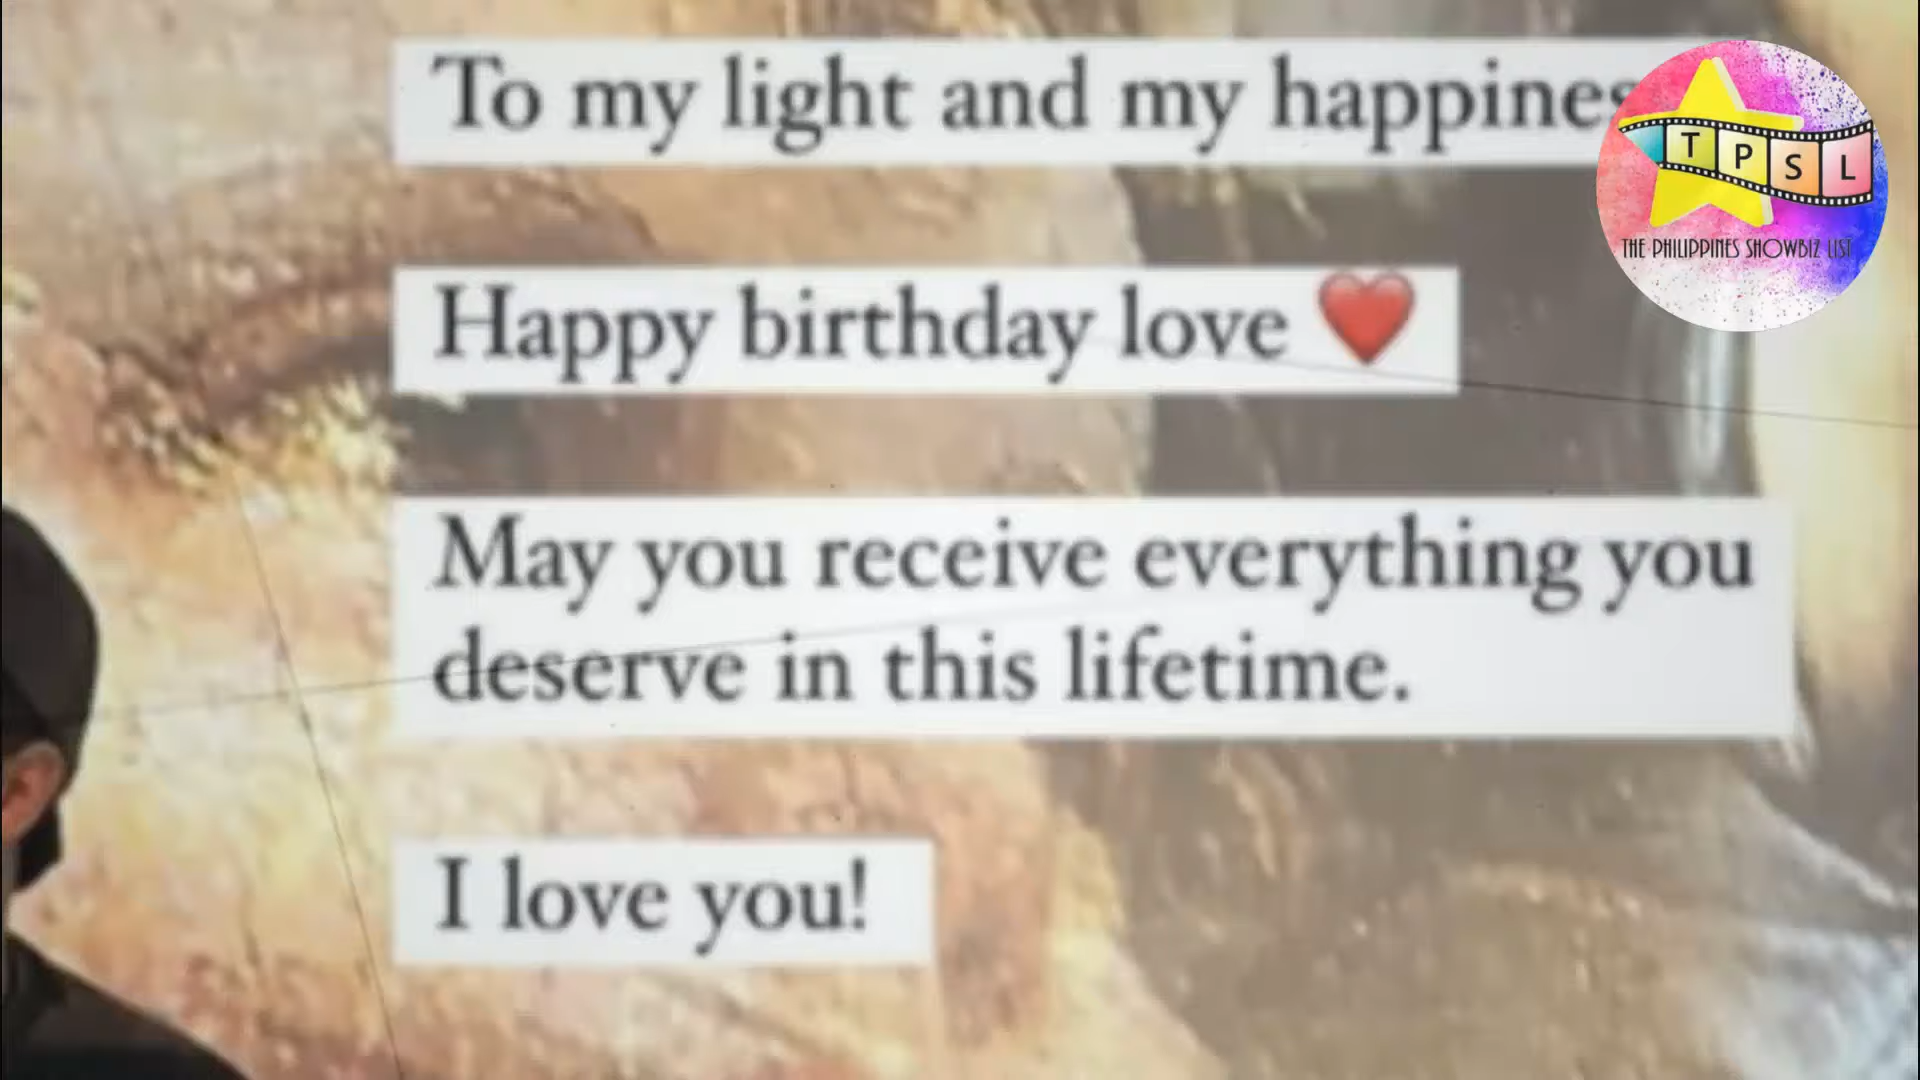 To my light and my happines
Happy birthday love ❤️
May you receive everything you
deserve in this lifetime.
I love you!
T P S L
THE PHILIPPINES SHOWBIZ LIST